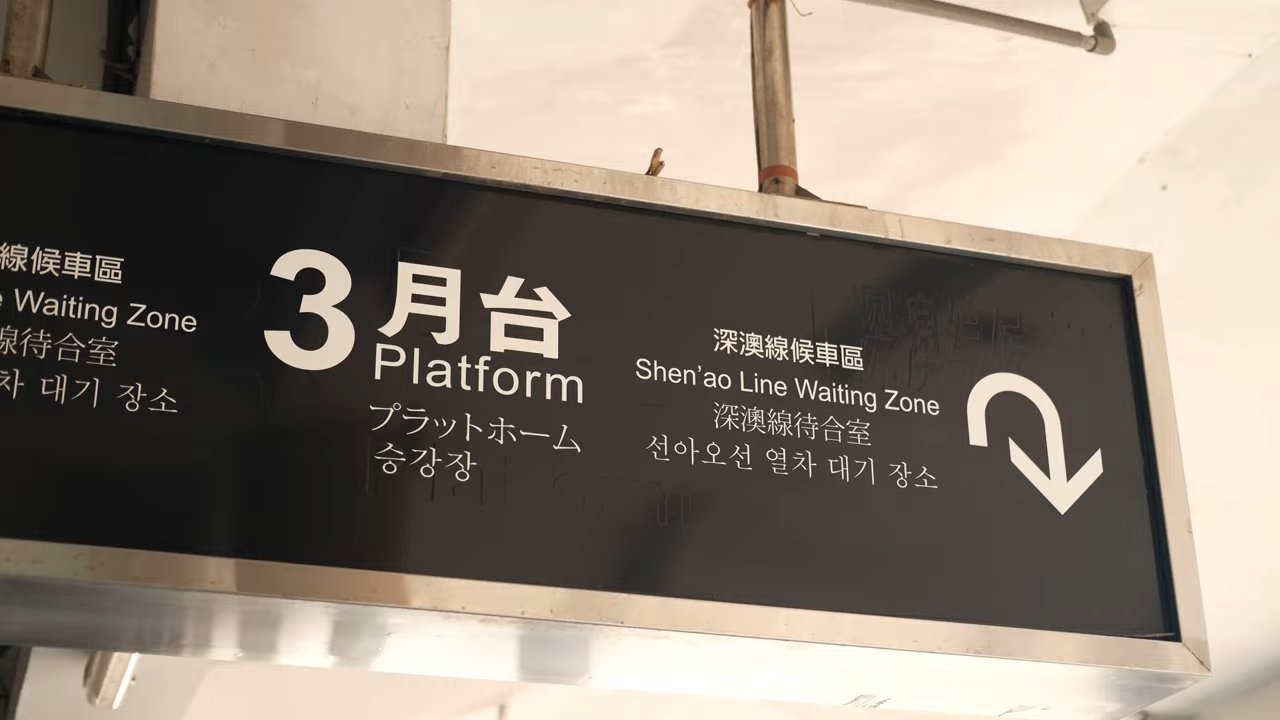 線候車區
Waiting Zone
線待合室
차 대기 장소
3月台
Platform
プラットホーム
승강장
深澳線候車區
Shen'ao Line Waiting Zone
深澳線待合室
선아오선 열차 대기 장소